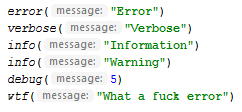 error( message: "Error")
verbose( message: "Verbose")
info( message: "Information")
info( message: "Warning")
debug( message: 5)
wtf( message: "What a fuck error")